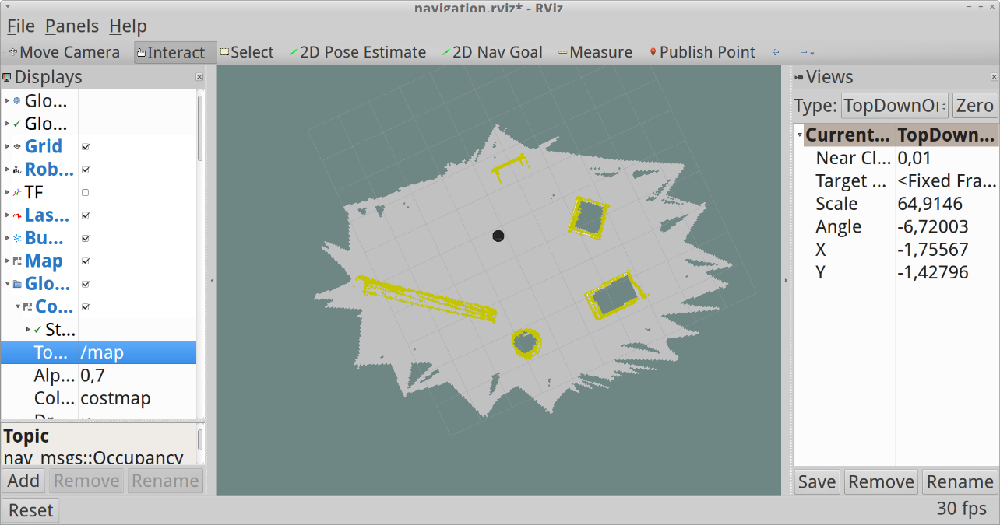 navigation.rviz* - RViz
File Panels Help
Move Camera Interact Select 2D Pose Estimate 2D Nav Goal Measure Publish Point
Displays
Glo...
Glo...
Grid
Rob...
TF
Las...
Bu...
Map
Glo...
Co...
St...
To... /map
Alp... 0,7
Col... costmap
Topic
nav_msgs::Occupancy
Add Remove Rename
Reset
Views
Type: TopDownOr Zero
Current... TopDown...
Near Cl... 0,01
Target ... <Fixed Fra...
Scale 64,9146
Angle -6,72003
X -1,75567
Y -1,42796
Save Remove Rename
30 fps